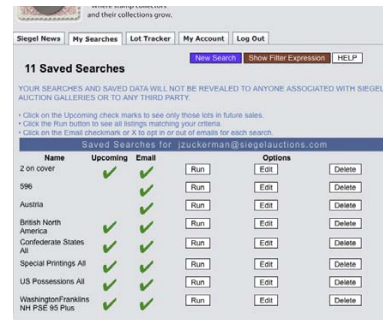 where stamp collectors
and their collections grow.
Siegel News My Searches Lot Tracker My Account Log Out
New Search Show Filter Expression HELP
11 Saved Searches
YOUR SEARCHES AND SAVED DATA WILL NOT BE REVEALED TO ANYONE ASSOCIATED WITH SIEGEL
AUCTION GALLERIES OR TO ANY THIRD PARTY.
• Click on the Upcoming check marks to see only those lots in future sales.
• Click the Run button to see all listings matching your criteria.
• Click on the Email checkmark or X to opt in or out of emails for each search.
Saved Searches for jzuckerman@siegelauctions.com
Name Upcoming Email Options
2 on cover Run Edit Delete
596 Run Edit Delete
Austria Run Edit Delete
British North
America Run Edit Delete
Confederate States
All Run Edit Delete
Special Printings All Run Edit Delete
US Possessions All Run Edit Delete
WashingtonFranklins
NH PSE 95 Plus Run Edit Delete